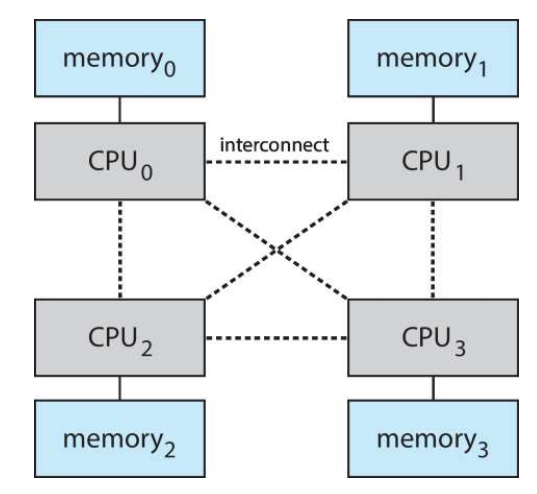 memory₀
memory₁
interconnect
CPU₀
CPU₁
CPU₂
CPU₃
memory₂
memory₃